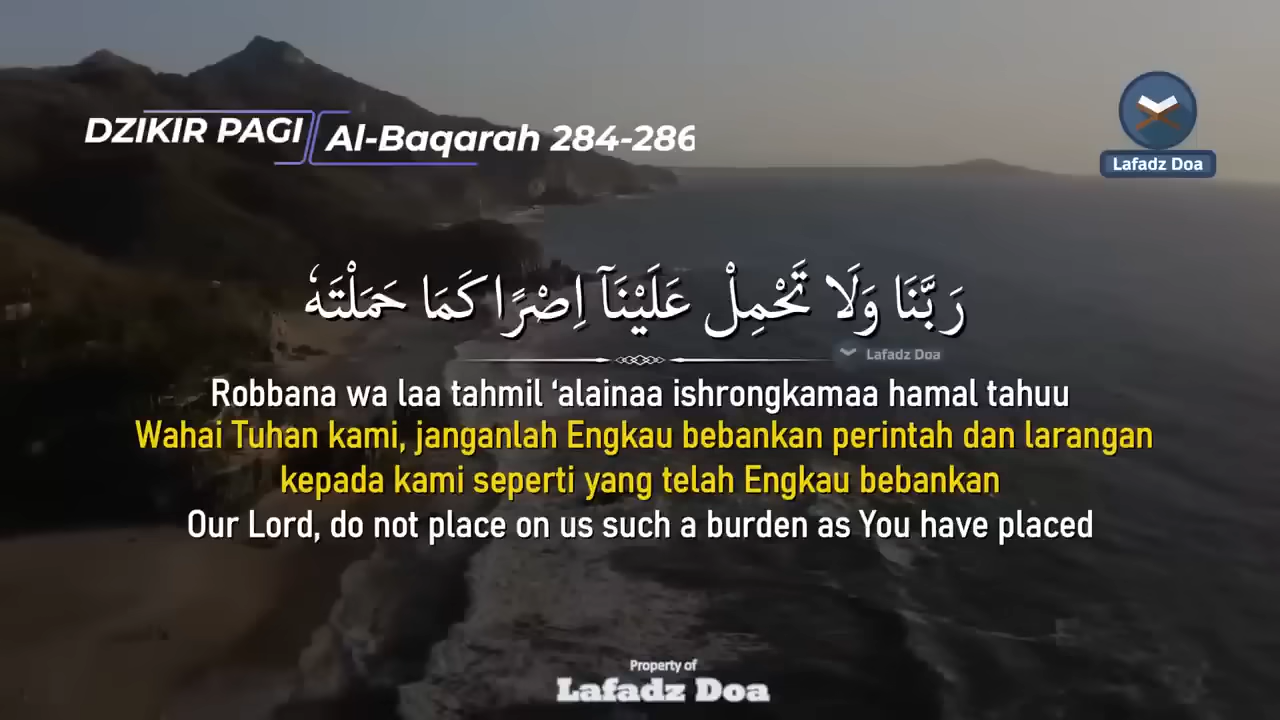 DZIKIR PAGI
Al-Baqarah 284-286
Lafadz Doa
رَبَّنَا وَلَا تَحْمِلْ عَلَيْنَآ اِصْرًا كَمَا حَمَلْتَهٗ
Lafadz Doa
Robbana wa laa tahmil ‘alainaa ishrongkamaa hamal tahuu
Wahai Tuhan kami, janganlah Engkau bebankan perintah dan larangan
kepada kami seperti yang telah Engkau bebankan
Our Lord, do not place on us such a burden as You have placed
Property of
Lafadz Doa